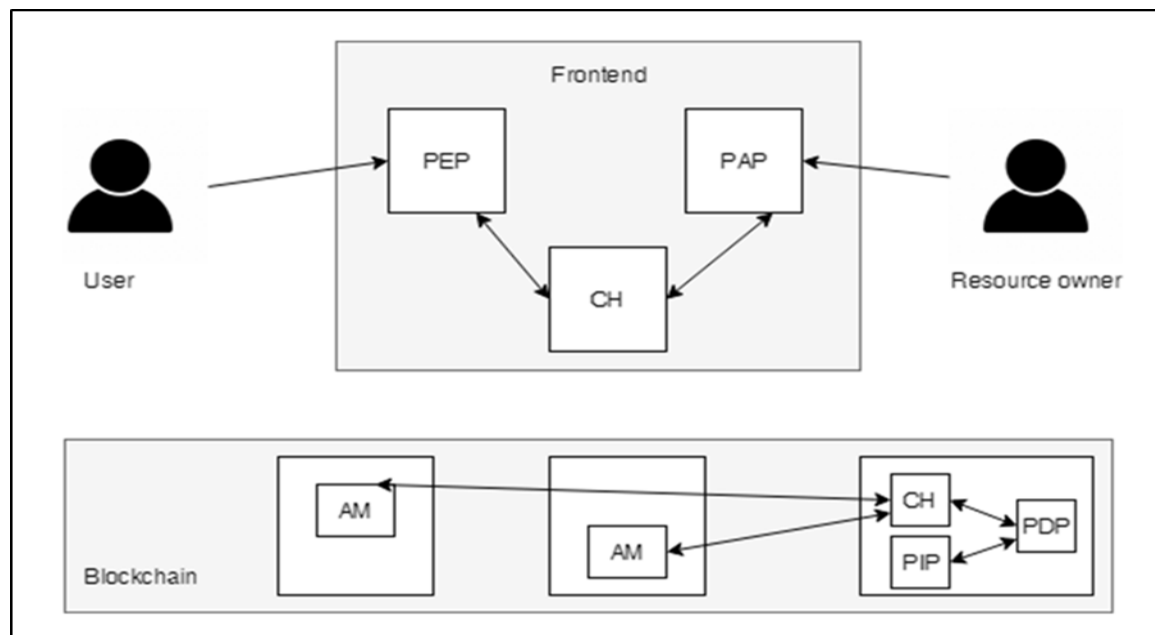 Frontend
PEP
PAP
User
CH
Resource owner
AM
AM
CH
PDP
PIP
Blockchain